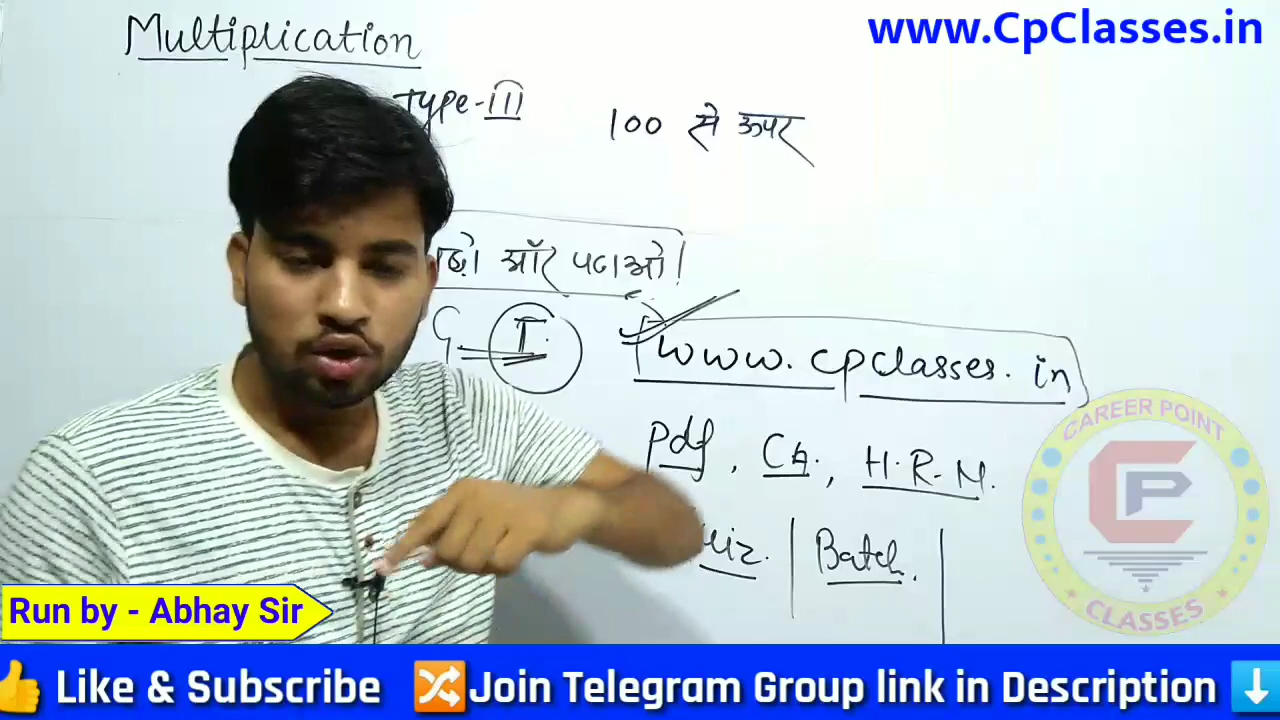 www.CpClasses.in
Multiplication
Type-III
100 से ऊपर
और पढाओ!
G
I.
www.cpclasses.in
pdf, CG., H.R.M.
Batch.
CAREER POINT
CP
CLASSES
Run by - Abhay Sir
Like & Subscribe
Join Telegram Group link in Description